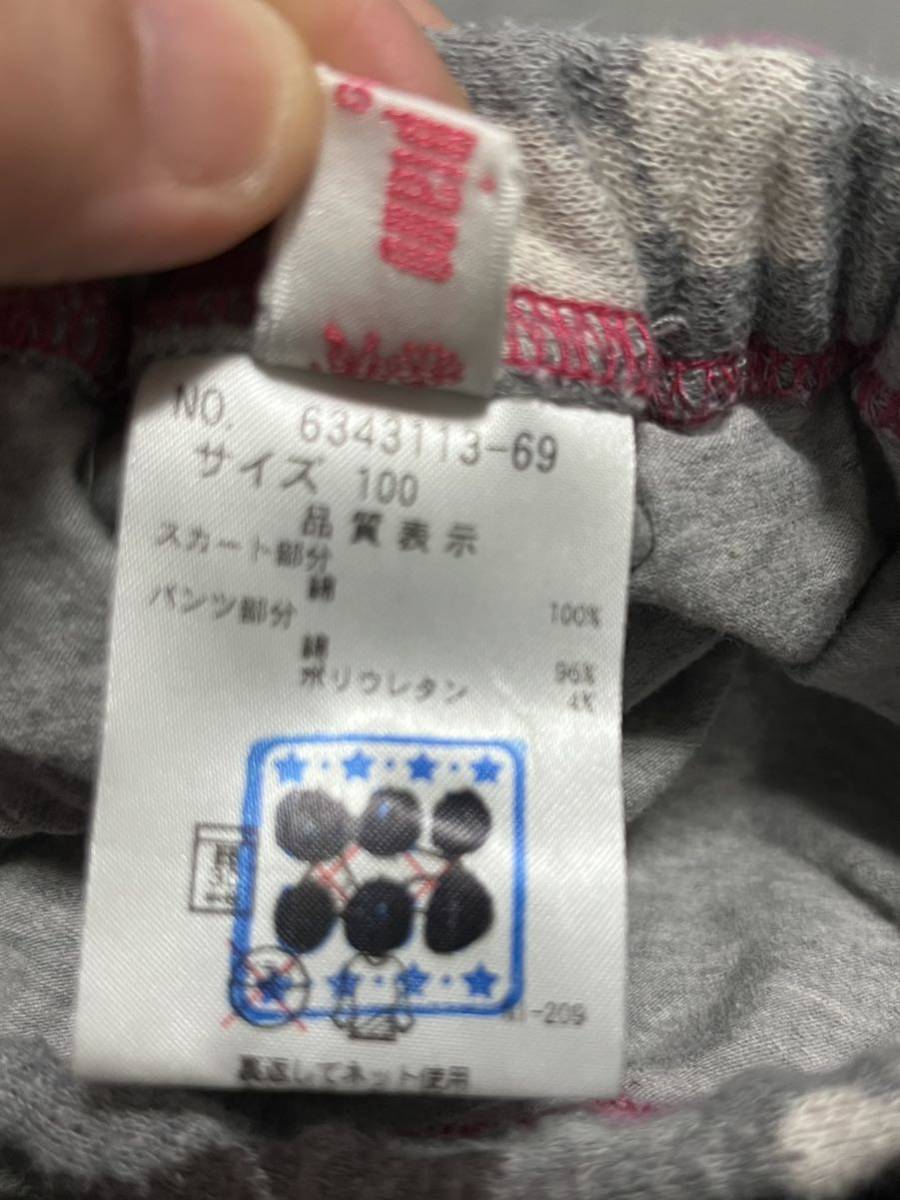 NO. 6343113-69
サイズ 100
品質表示
スカート部分
綿 100%
パンツ部分
綿 96%
ポリウレタン 4%
-209
裏返してネット使用